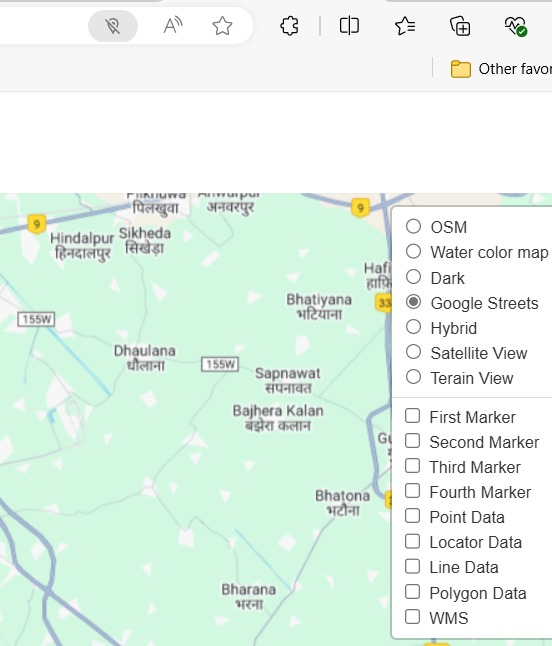 Other favor
पिलखुवा
अनवरपुर
9
9
Hindalpur
हिनदालपुर
Sikheda
सिखेड़ा
Hafi
हाफ़ि
33
Bhatiyana
भटियाना
155W
Dhaulana
धौलाना
155W
Sapnawat
सपनावत
Bajhera Kalan
बझेरा कलान
Gu
Bhatona
भटौना
Bharana
भरना
OSM
Water color map
Dark
Google Streets
Hybrid
Satellite View
Terain View
First Marker
Second Marker
Third Marker
Fourth Marker
Point Data
Locator Data
Line Data
Polygon Data
WMS